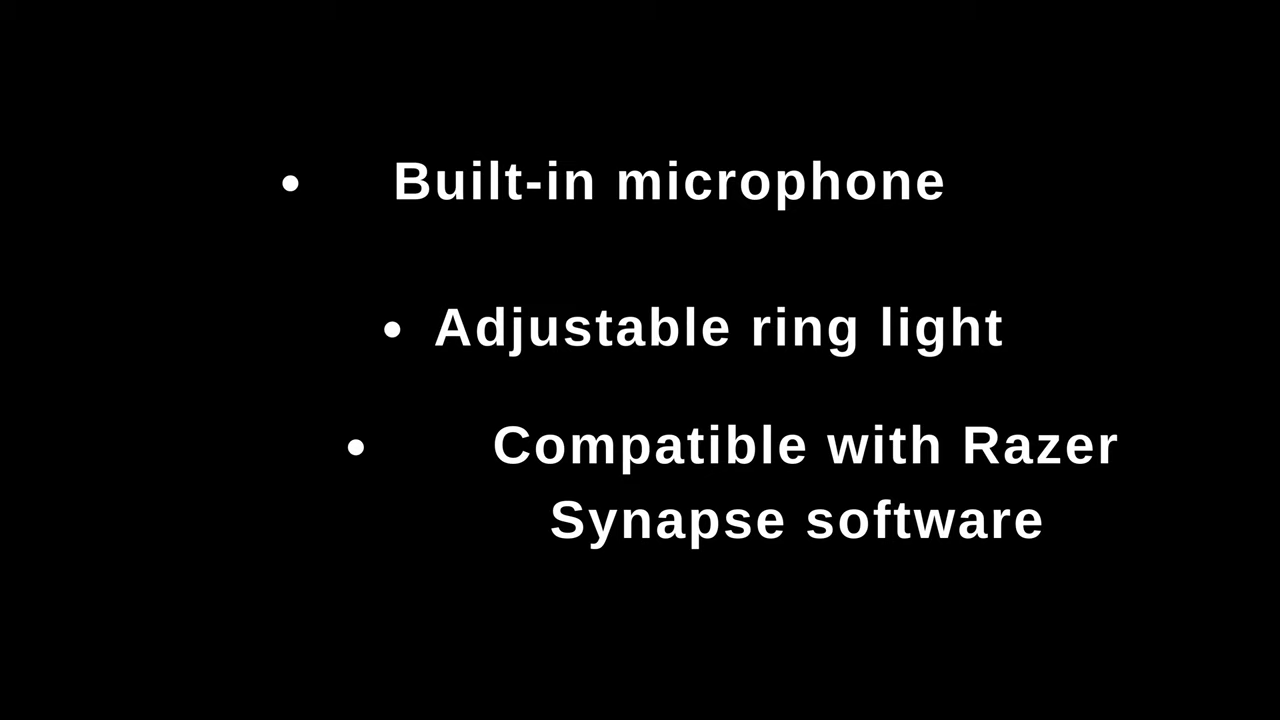 • Built-in microphone
• Adjustable ring light
• Compatible with Razer
Synapse software